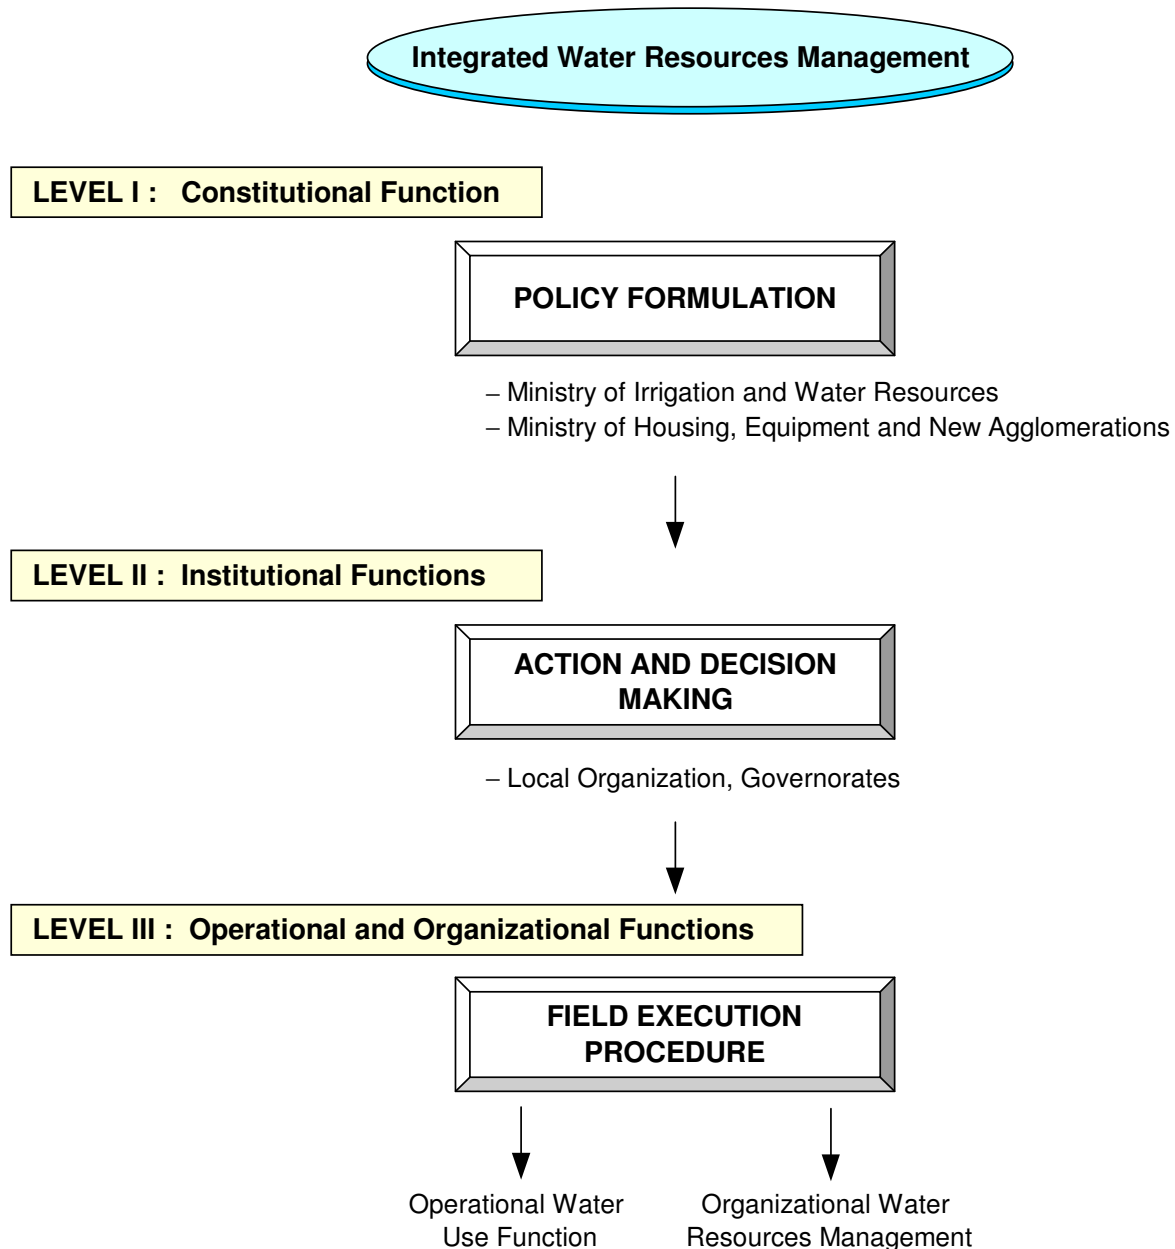 Integrated Water Resources Management
LEVEL I : Constitutional Function
POLICY FORMULATION
– Ministry of Irrigation and Water Resources
– Ministry of Housing, Equipment and New Agglomerations
LEVEL II : Institutional Functions
ACTION AND DECISION
MAKING
– Local Organization, Governorates
LEVEL III : Operational and Organizational Functions
FIELD EXECUTION
PROCEDURE
Operational Water
Use Function
Organizational Water
Resources Management